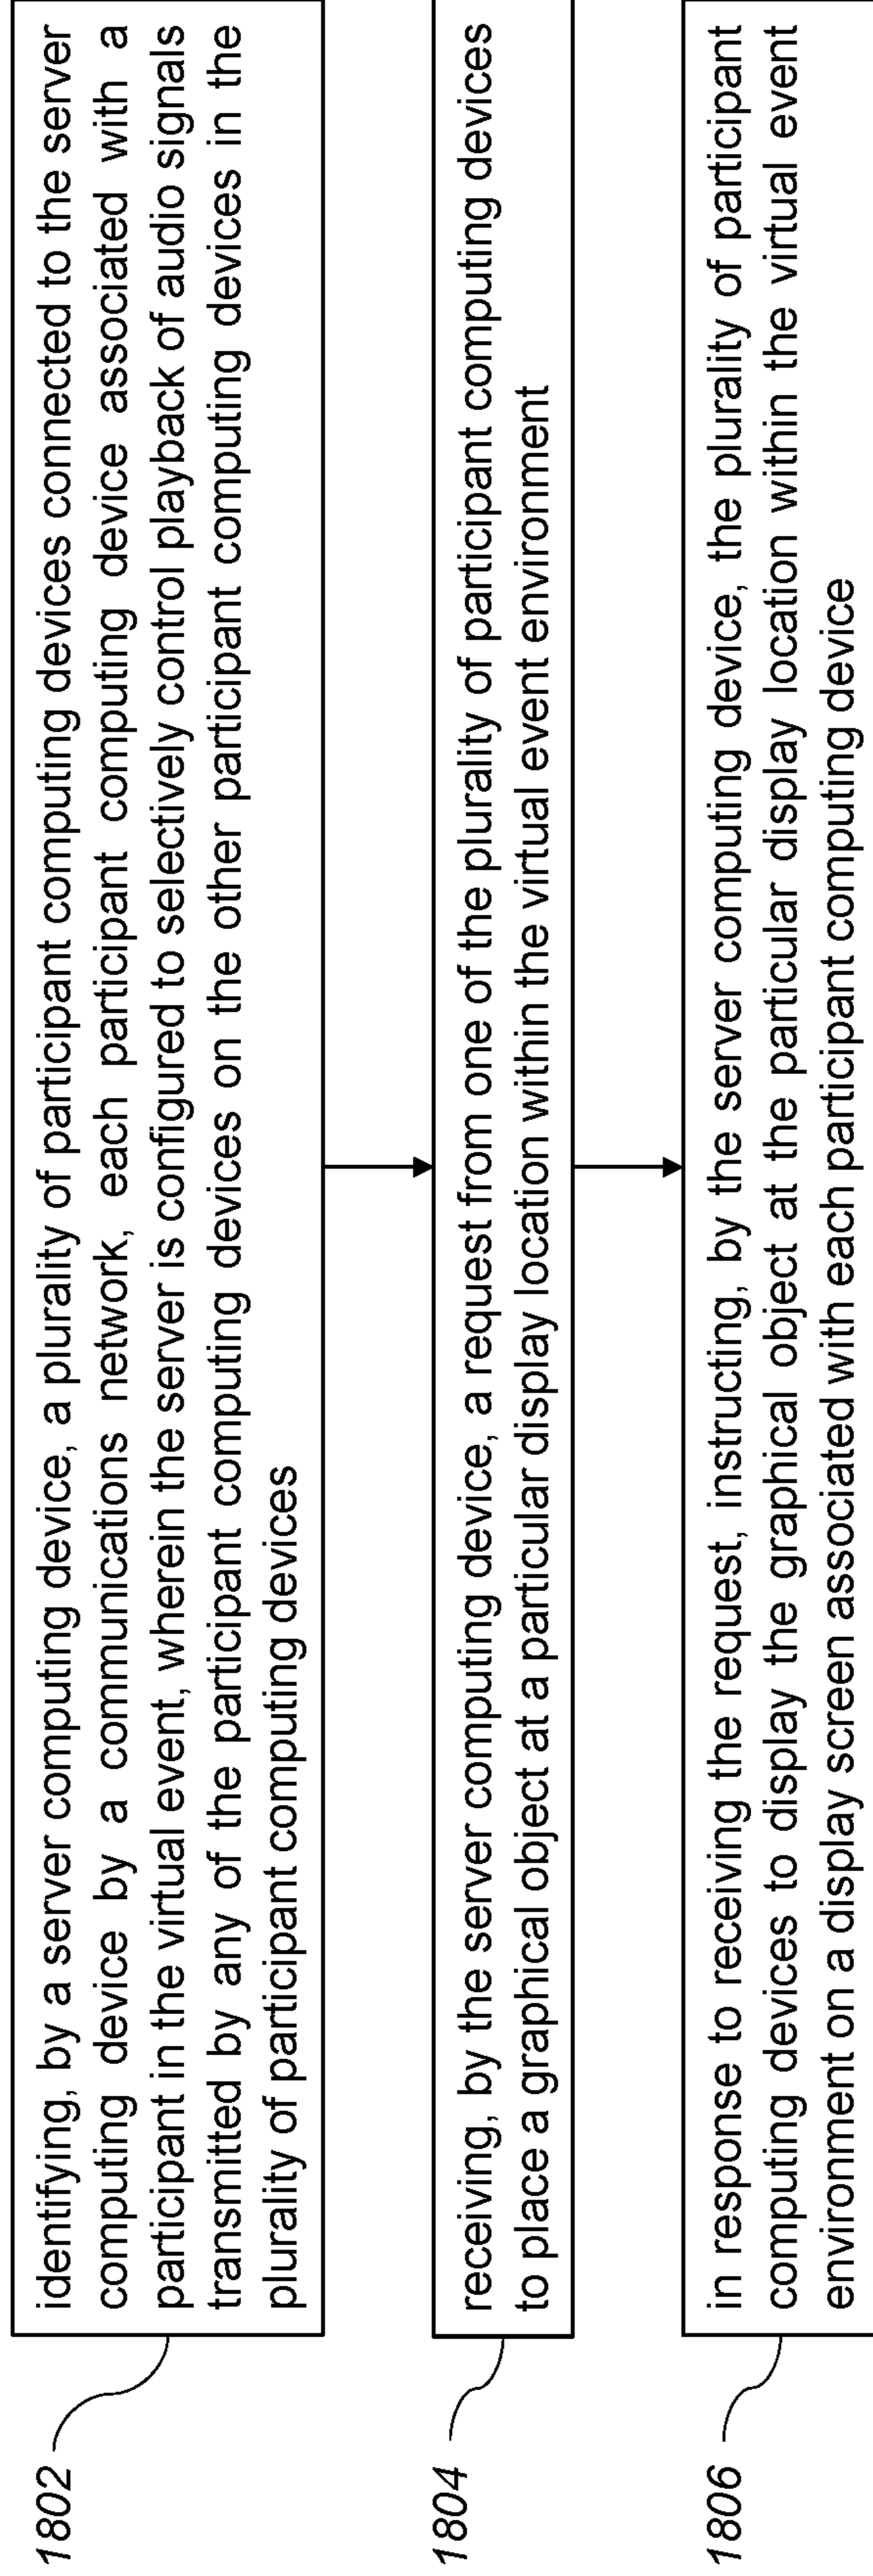 1802
identifying, by a server computing device, a plurality of participant computing devices connected to the server
computing device by a communications network, each participant computing device associated with a
participant in the virtual event, wherein the server is configured to selectively control playback of audio signals
transmitted by any of the participant computing devices on the other participant computing devices in the
plurality of participant computing devices
1804
receiving, by the server computing device, a request from one of the plurality of participant computing devices
to place a graphical object at a particular display location within the virtual event environment
1806
in response to receiving the request, instructing, by the server computing device, the plurality of participant
computing devices to display the graphical object at the particular display location within the virtual event
environment on a display screen associated with each participant computing device